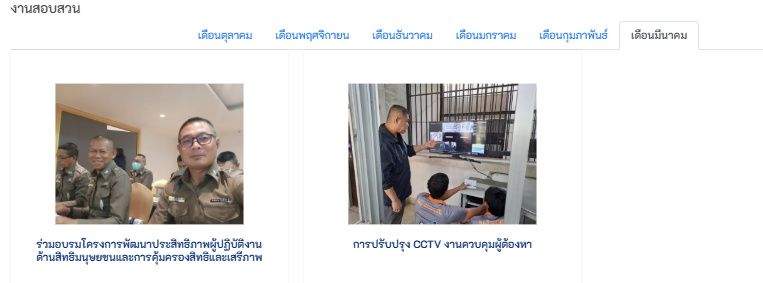 งานสอบสวน
เดือนตุลาคม เดือนพฤศจิกายน เดือนธันวาคม เดือนมกราคม เดือนกุมภาพันธ์ เดือนมีนาคม
ร่วมอบรมโครงการพัฒนาประสิทธิภาพผู้ปฏิบัติงาน
ด้านสิทธิมนุษยชนและการคุ้มครองสิทธิและเสรีภาพ
การปรับปรุง CCTV งานควบคุมผู้ต้องหา